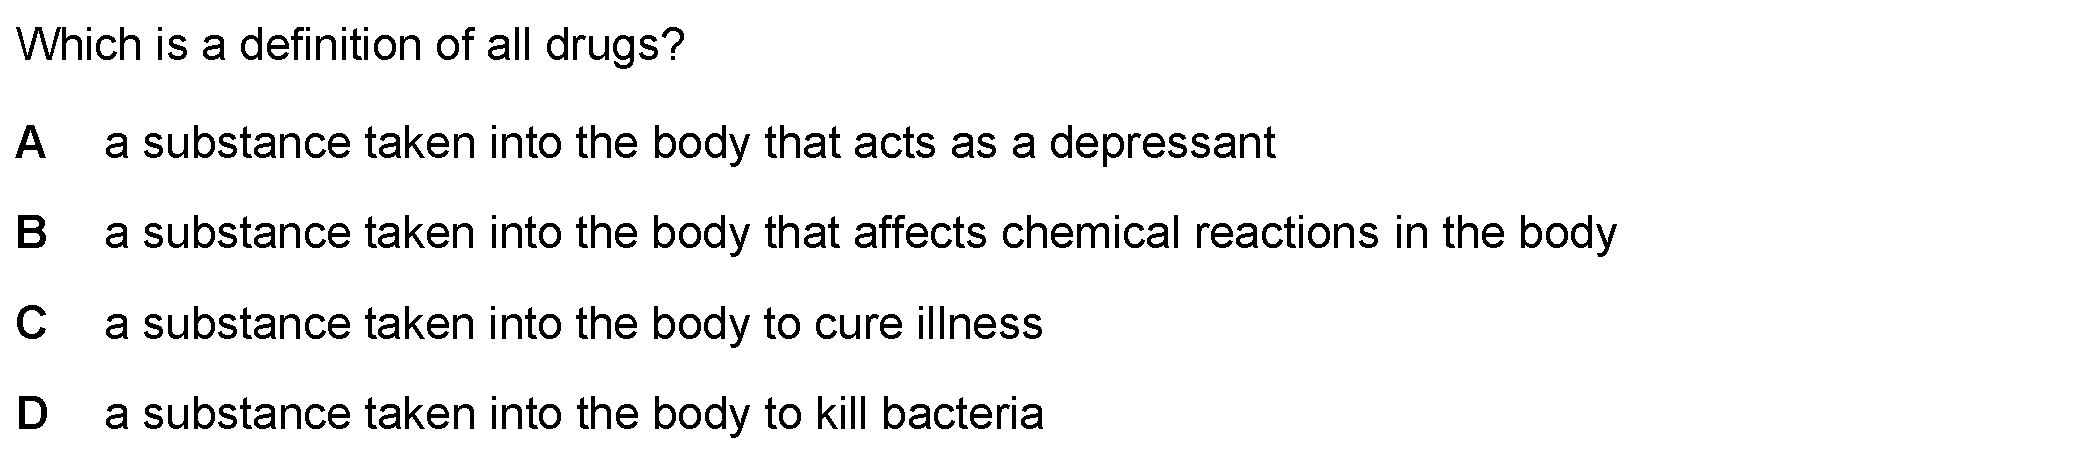 Which is a definition of all drugs?
A a substance taken into the body that acts as a depressant
B a substance taken into the body that affects chemical reactions in the body
C a substance taken into the body to cure illness
D a substance taken into the body to kill bacteria